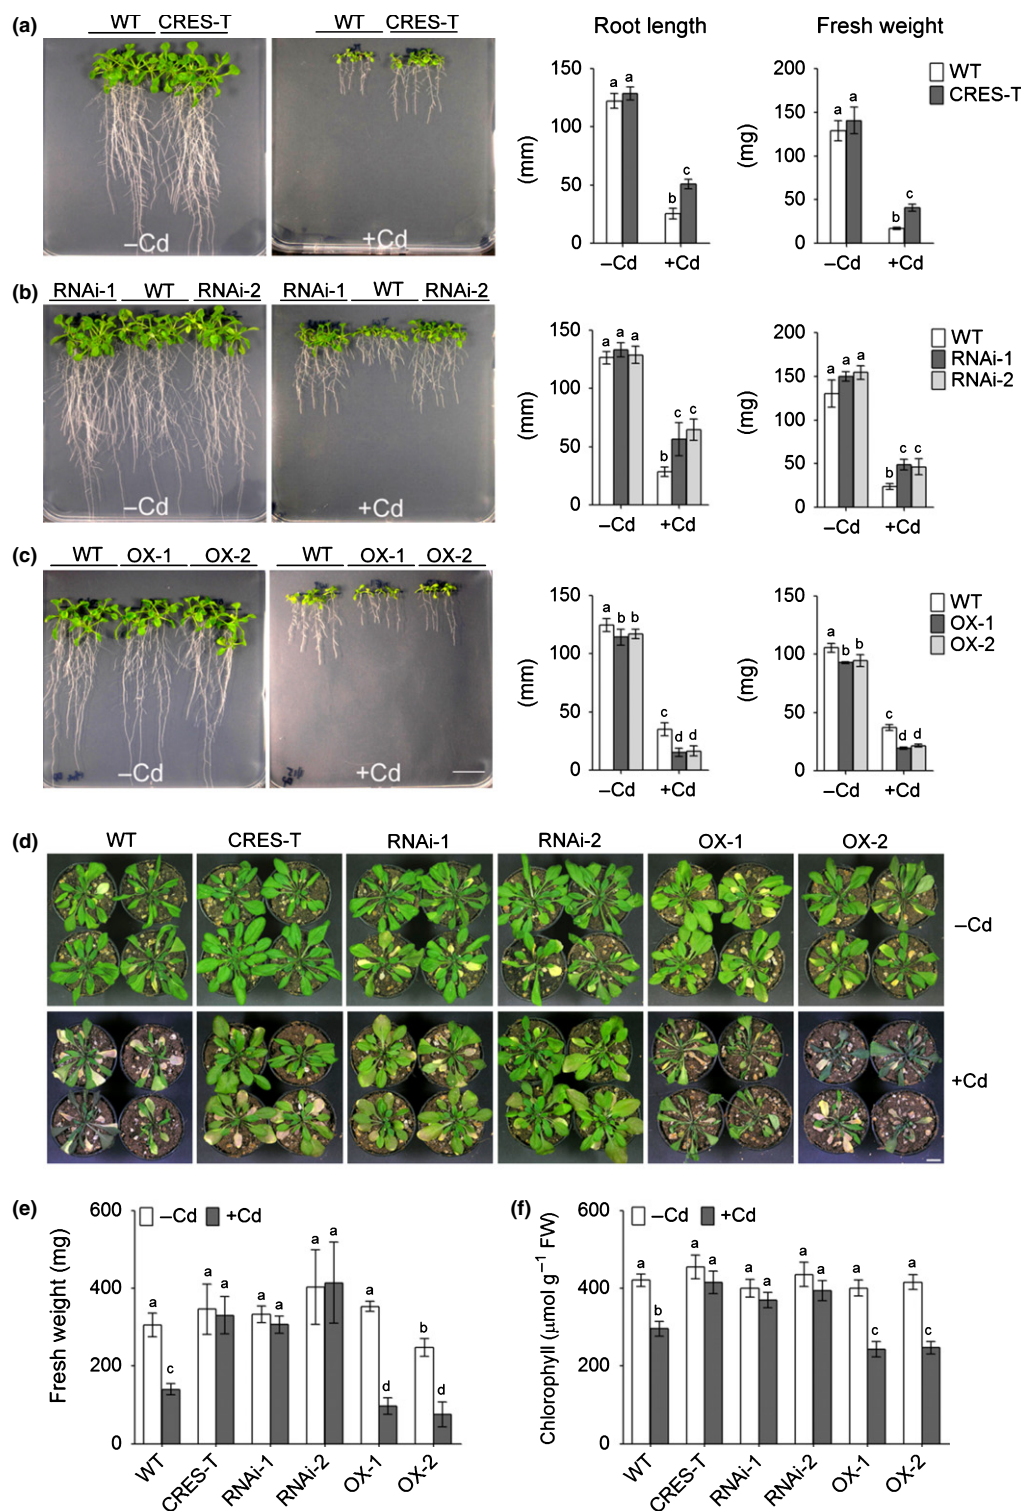 (a) WT CRES-T WT CRES-T
–Cd +Cd
Root length
150
100
50
0
(mm)
a a b c
–Cd +Cd
Fresh weight
200
150
100
50
0
(mg)
a a b c
–Cd +Cd
WT
CRES-T
(b) RNAi-1 WT RNAi-2 RNAi-1 WT RNAi-2
–Cd +Cd
150
100
50
0
(mm)
a a a b c c
–Cd +Cd
200
150
100
50
0
(mg)
a a a b c c
–Cd +Cd
WT
RNAi-1
RNAi-2
(c) WT OX-1 OX-2 WT OX-1 OX-2
–Cd +Cd
150
100
50
0
(mm)
a b b c d d
–Cd +Cd
150
100
50
0
(mg)
a b b c d d
–Cd +Cd
WT
OX-1
OX-2
(d) WT CRES-T RNAi-1 RNAi-2 OX-1 OX-2
–Cd
+Cd
(e)
Fresh weight (mg)
600
400
200
0
–Cd +Cd
a c a a a a a a a d b d
WT CRES-T RNAi-1 RNAi-2 OX-1 OX-2
(f)
Chlorophyll (μmol g⁻¹ FW)
600
400
200
0
–Cd +Cd
a b a a a a a a a c a c
WT CRES-T RNAi-1 RNAi-2 OX-1 OX-2